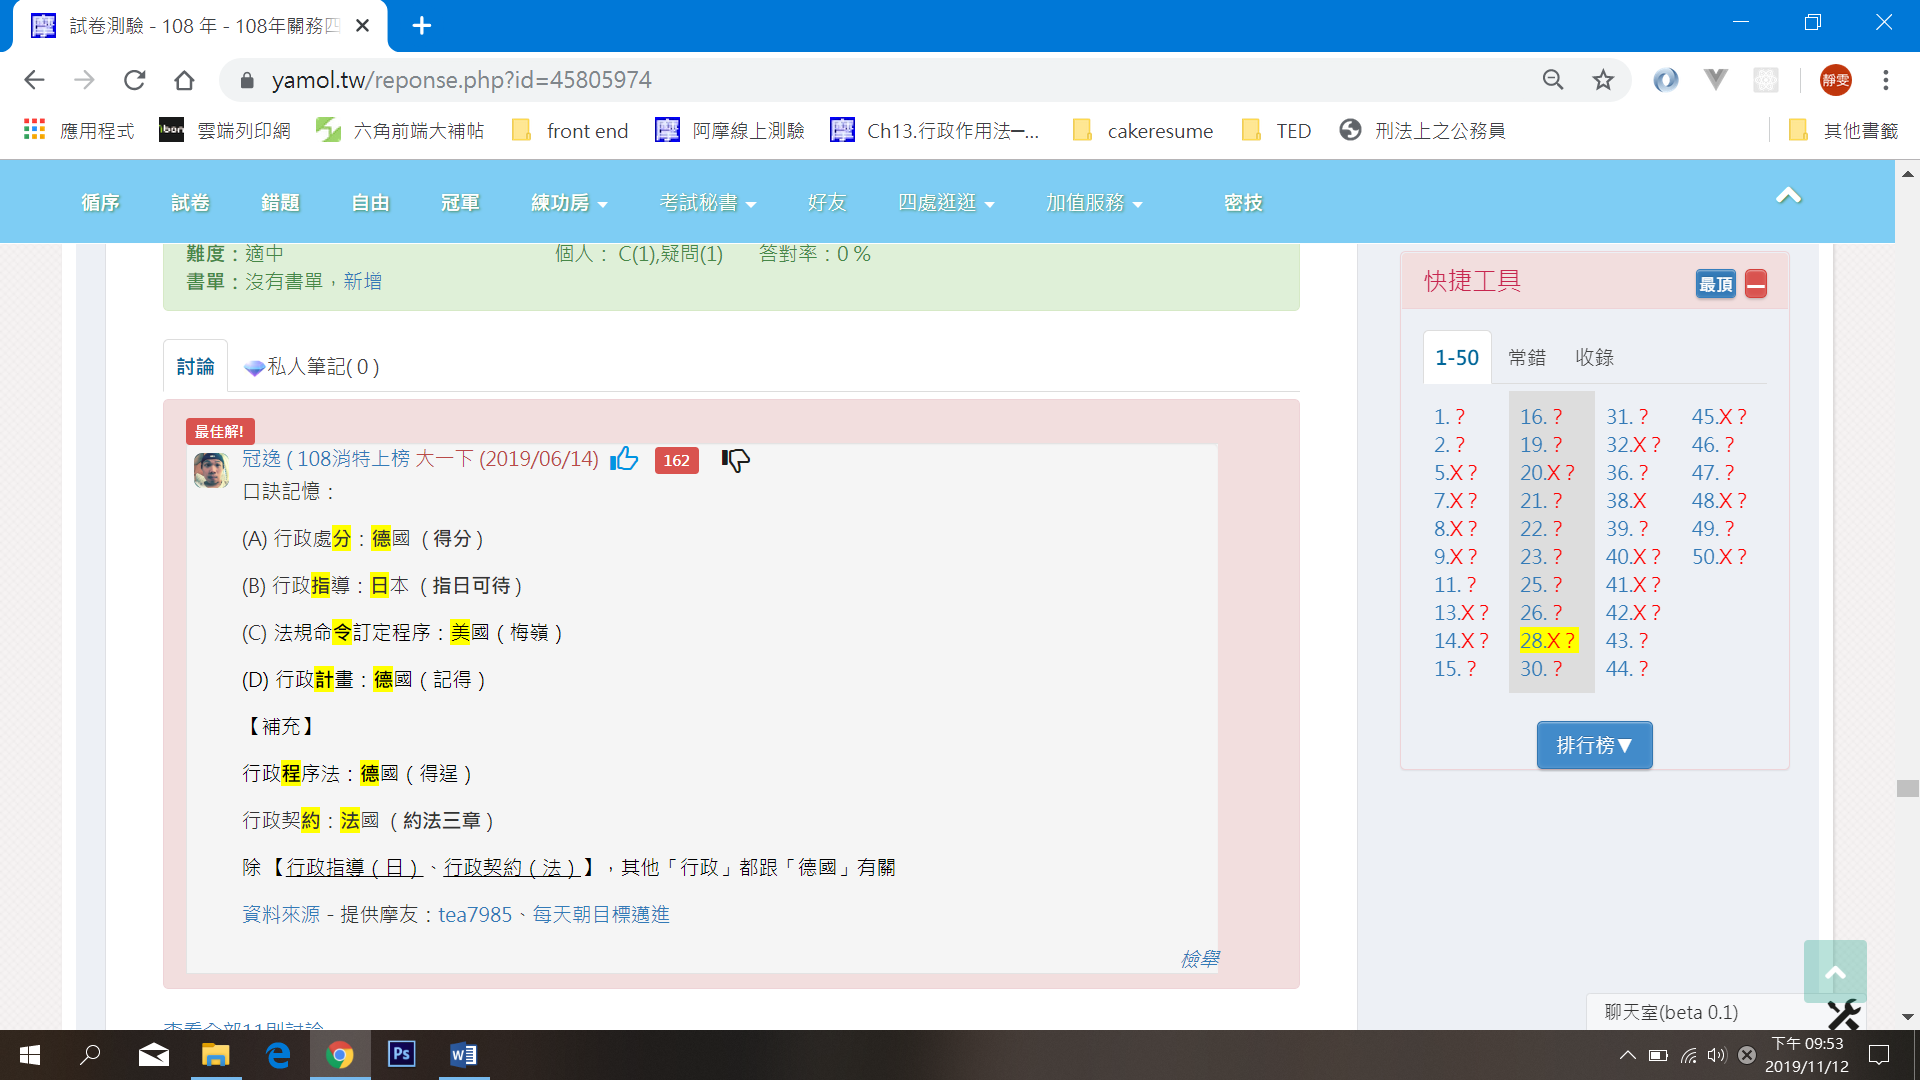 試卷測驗 - 108 年 - 108年關務四
yamol.tw/reponse.php?id=45805974
靜雯
應用程式 ibon 雲端列印網 六角前端大補帖 front end 摩 阿摩線上測驗 摩 Ch13.行政作用法—... cakeresume TED 刑法上之公務員 其他書籤
循序 試卷 錯題 自由 冠軍 練功房 考試秘書 好友 四處逛逛 加值服務 密技
難度：適中 個人： C(1),疑問(1) 答對率：0 %
書單：沒有書單，新增
討論 私人筆記( 0 )
最佳解!
冠逸 ( 108消特上榜 大一下 (2019/06/14) 162
口訣記憶：
(A) 行政處分：德國（得分）
(B) 行政指導：日本（指日可待）
(C) 法規命令訂定程序：美國（梅嶺）
(D) 行政計畫：德國（記得）
【補充】
行政程序法：德國（得逞）
行政契約：法國（約法三章）
除【行政指導（日）、行政契約（法）】，其他「行政」都跟「德國」有關
資料來源 - 提供摩友：tea7985、每天朝目標邁進
檢舉
查看全部11則討論
快捷工具 最頂
1-50 常錯 收錄
1. ? 16. ? 31. ? 45.X ?
2. ? 19. ? 32.X ? 46. ?
5.X ? 20.X ? 36. ? 47. ?
7.X ? 21. ? 38.X 48.X ?
8.X ? 22. ? 39. ? 49. ?
9.X ? 23. ? 40.X ? 50.X ?
11. ? 25. ? 41.X ?
13.X ? 26. ? 42.X ?
14.X ? 28.X ? 43. ?
15. ? 30. ? 44. ?
排行榜▼
聊天室(beta 0.1)
Ps
下午 09:53
2019/11/12